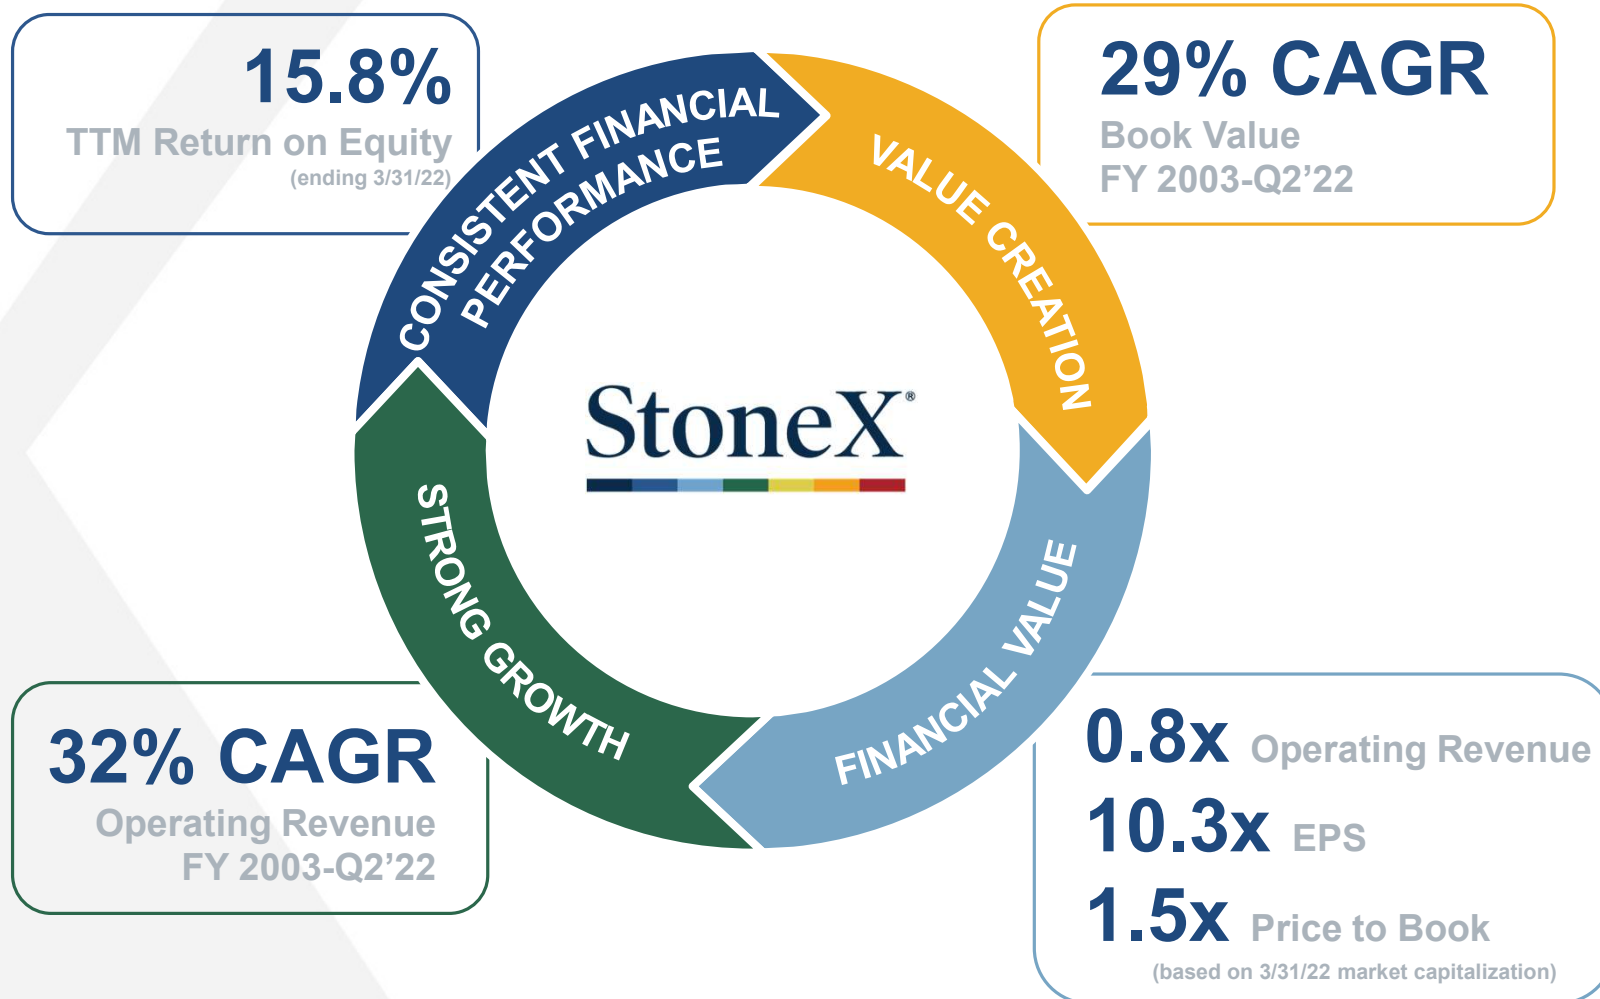 15.8%
TTM Return on Equity
(ending 3/31/22)
29% CAGR
Book Value
FY 2003-Q2’22
CONSISTENT FINANCIAL
PERFORMANCE
VALUE CREATION
StoneX®
STRONG GROWTH
FINANCIAL VALUE
32% CAGR
Operating Revenue
FY 2003-Q2’22
0.8x Operating Revenue
10.3x EPS
1.5x Price to Book
(based on 3/31/22 market capitalization)